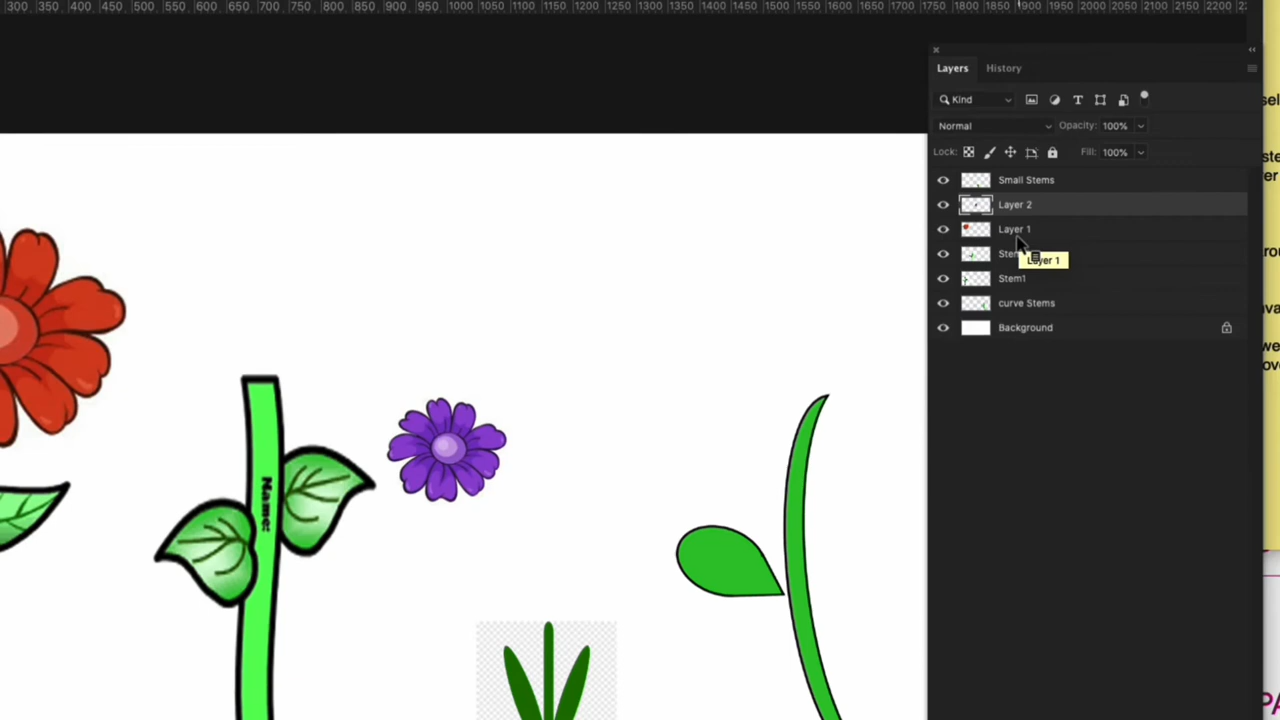 300 350 400 450 500 550 600 650 700 750 800 850 900 950 1000 1050 1100 1150 1200 1250 1300 1350 1400 1450 1500 1550 1600 1650 1700 1750 1800 1850 1900 1950 2000 2050 2100 2150 2200
Layers History
Kind
Normal Opacity: 100%
Lock: Fill: 100%
Small Stems
Layer 2
Layer 1
Layer 1
Stem1
curve Stems
Background
Name: